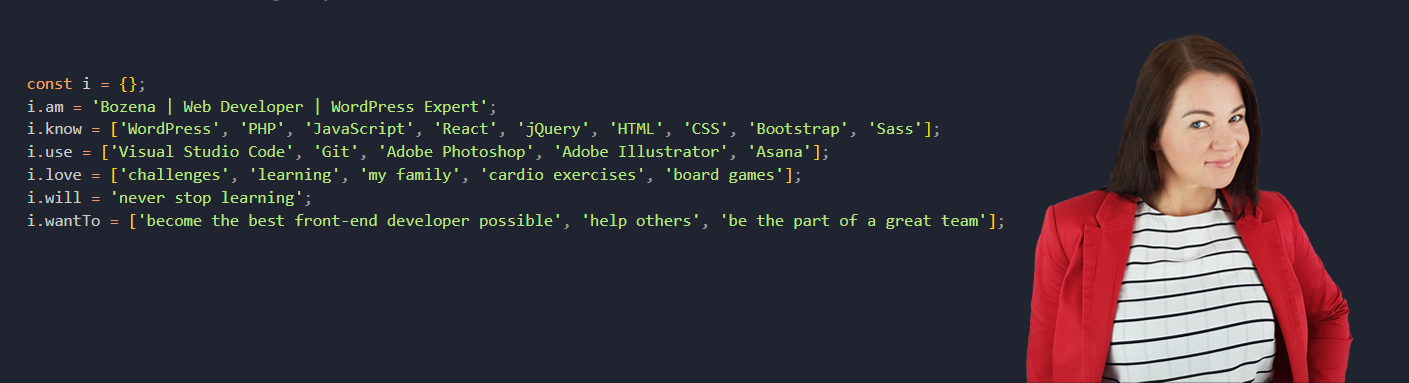 const i = {};
i.am = 'Bozena | Web Developer | WordPress Expert';
i.know = ['WordPress', 'PHP', 'JavaScript', 'React', 'jQuery', 'HTML', 'CSS', 'Bootstrap', 'Sass'];
i.use = ['Visual Studio Code', 'Git', 'Adobe Photoshop', 'Adobe Illustrator', 'Asana'];
i.love = ['challenges', 'learning', 'my family', 'cardio exercises', 'board games'];
i.will = 'never stop learning';
i.wantTo = ['become the best front-end developer possible', 'help others', 'be the part of a great team'];